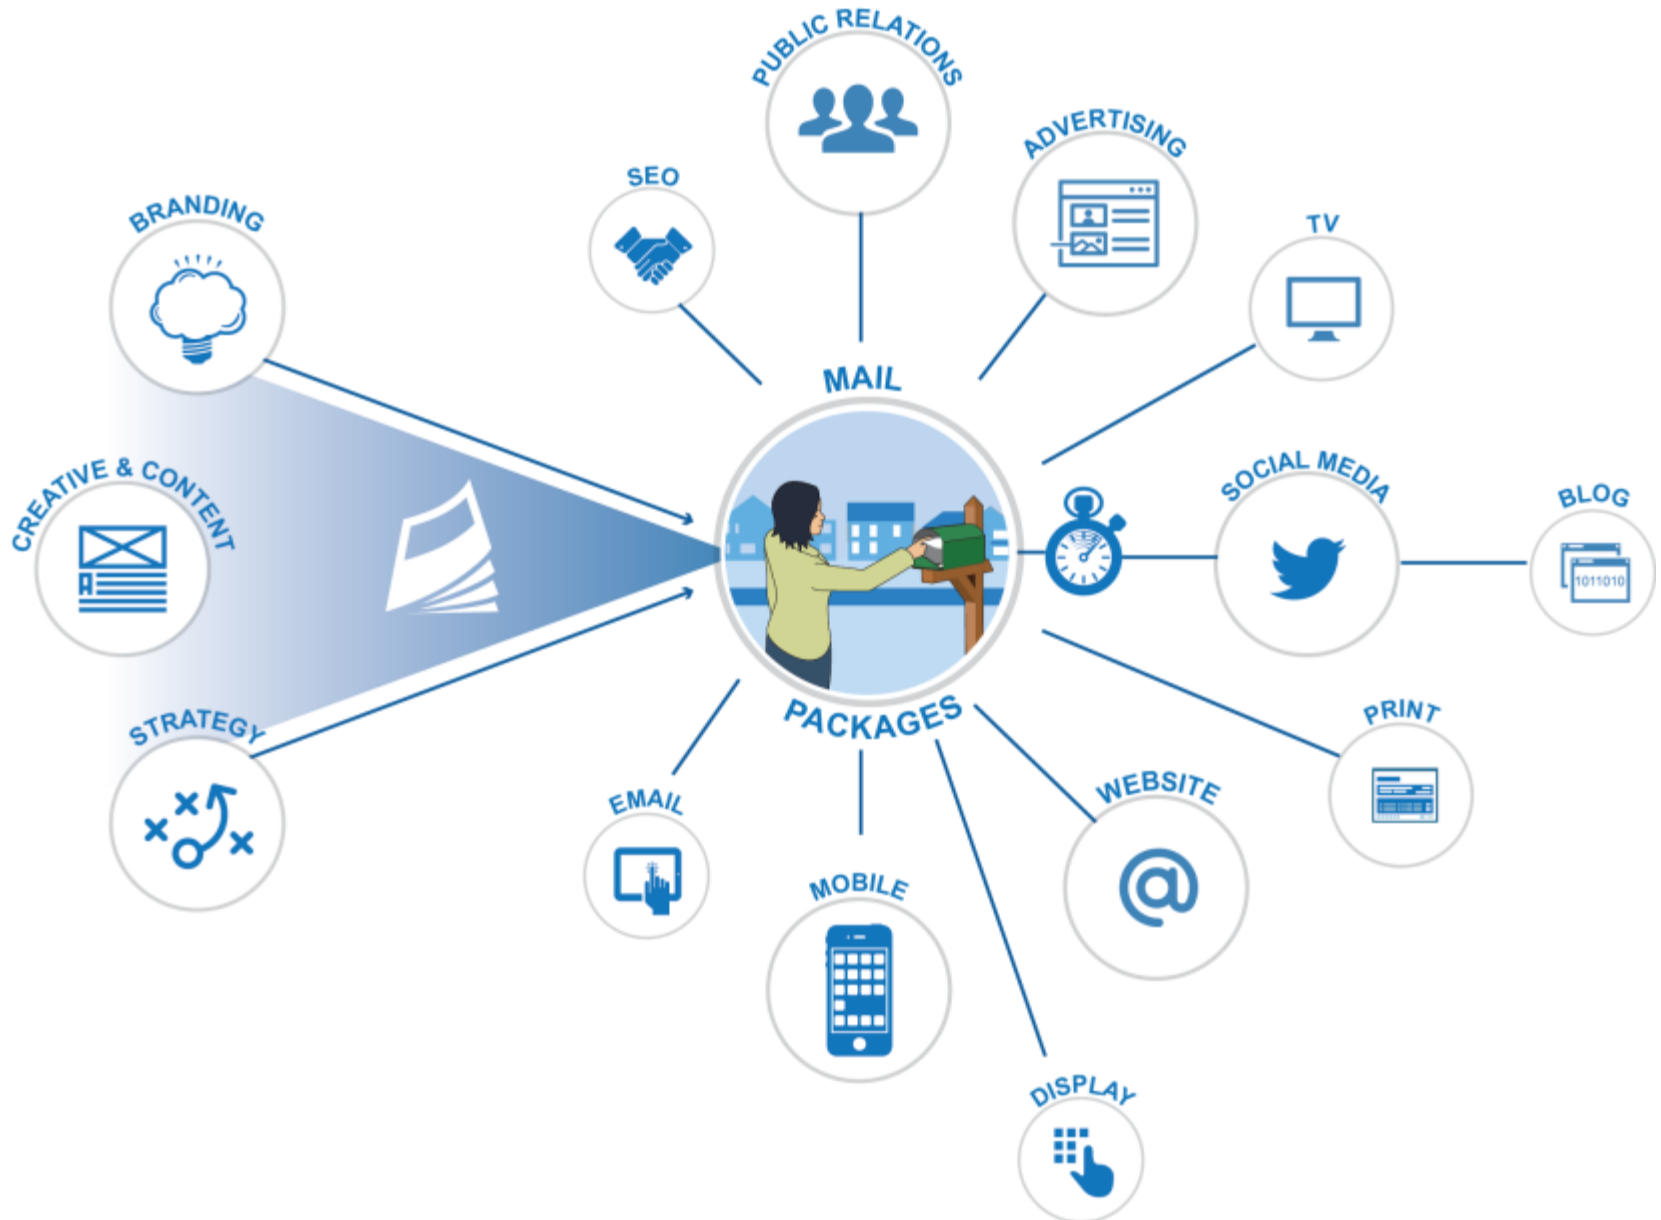 PUBLIC RELATIONS
ADVERTISING
SEO
BRANDING
TV
MAIL
SOCIAL MEDIA
CREATIVE & CONTENT
BLOG
1011010
A
STRATEGY
PACKAGES
PRINT
WEBSITE
EMAIL
@
MOBILE
DISPLAY